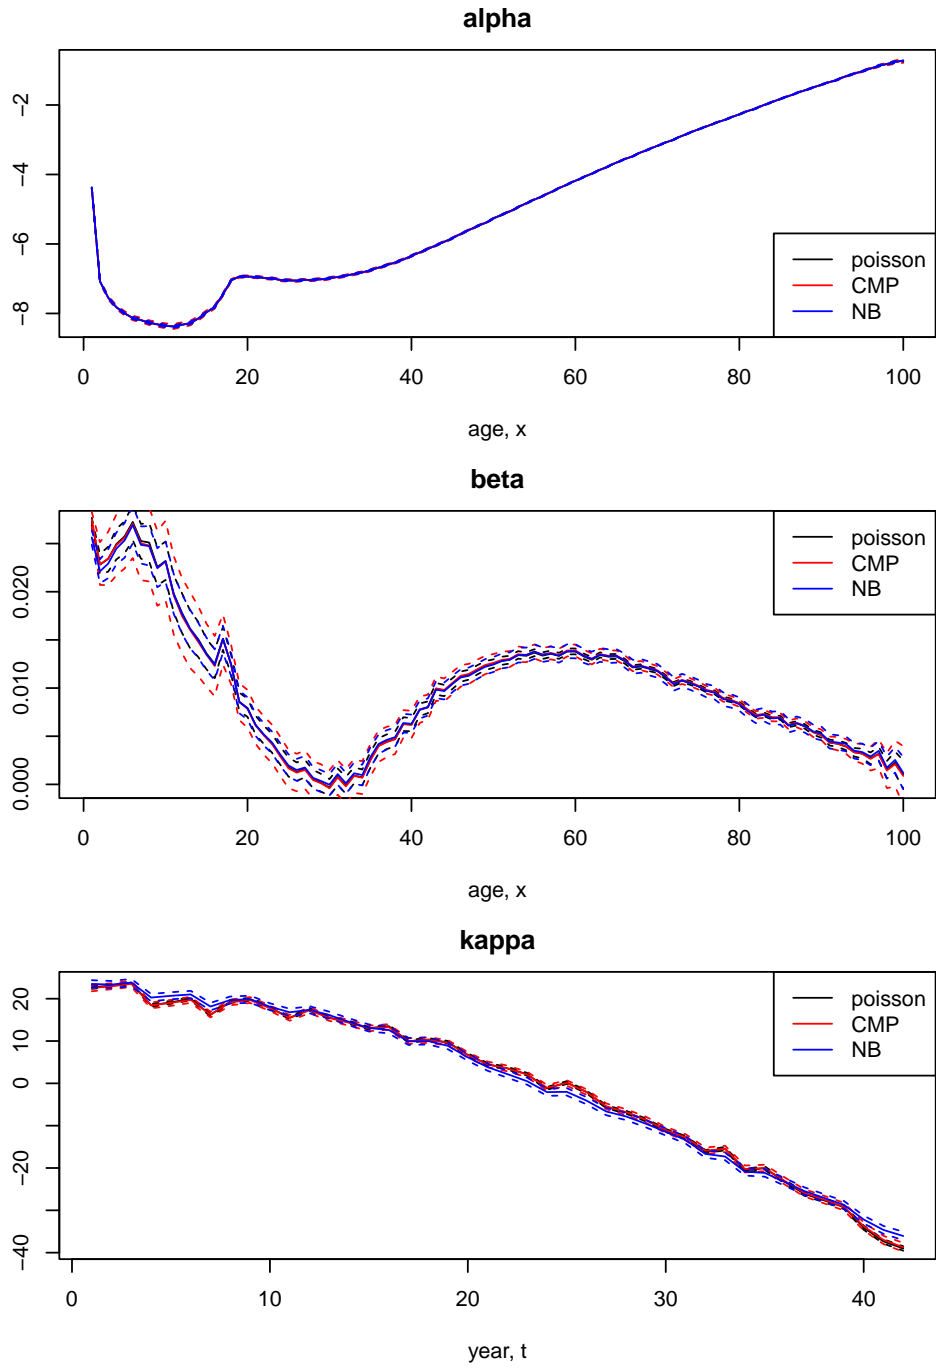 alpha
−2
−4
−6
−8
poisson
CMP
NB
0 20 40 60 80 100
age, x
beta
0.020
0.010
0.000
poisson
CMP
NB
0 20 40 60 80 100
age, x
kappa
20
10
0
−20
−40
poisson
CMP
NB
0 10 20 30 40
year, t